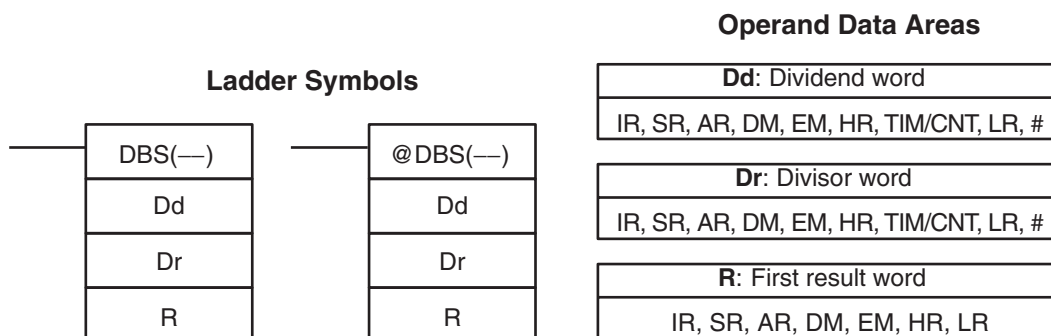 Operand Data Areas
Ladder Symbols
DBS(––)
Dd
Dr
R
@DBS(––)
Dd
Dr
R
Dd: Dividend word
IR, SR, AR, DM, EM, HR, TIM/CNT, LR, #
Dr: Divisor word
IR, SR, AR, DM, EM, HR, TIM/CNT, LR, #
R: First result word
IR, SR, AR, DM, EM, HR, LR